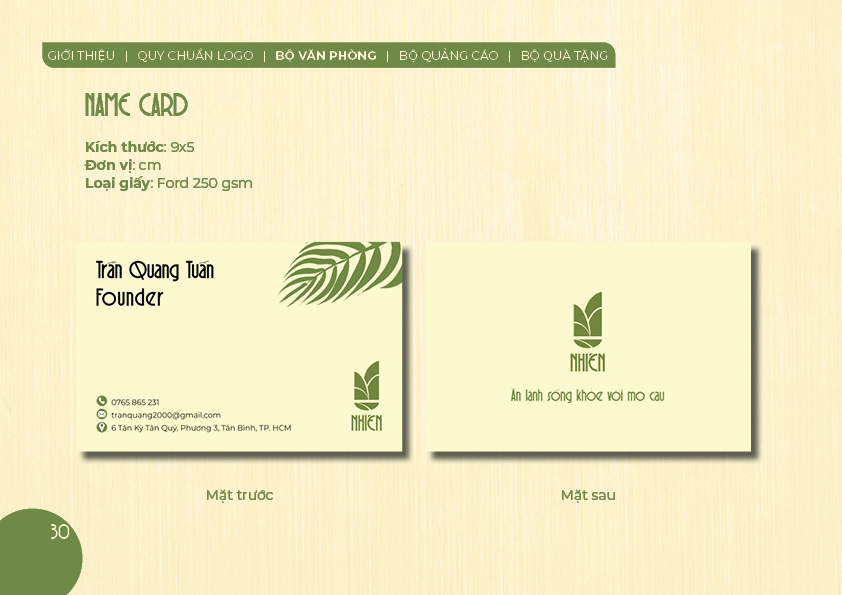 GIỚI THIỆU | QUY CHUẨN LOGO | BỘ VĂN PHÒNG | BỘ QUẢNG CÁO | BỘ QUÀ TẶNG
NAME CARD
Kích thước: 9x5
Đơn vị: cm
Loại giấy: Ford 250 gsm
Trần Quang Tuấn
Founder
0765 865 231
tranquang2000@gmail.com
6 Tân Kỳ Tân Quý, Phường 3, Tân Bình, TP. HCM
NHIÊN
NHIÊN
Ăn lành sống khỏe với mo cau
Mặt trước
Mặt sau
30